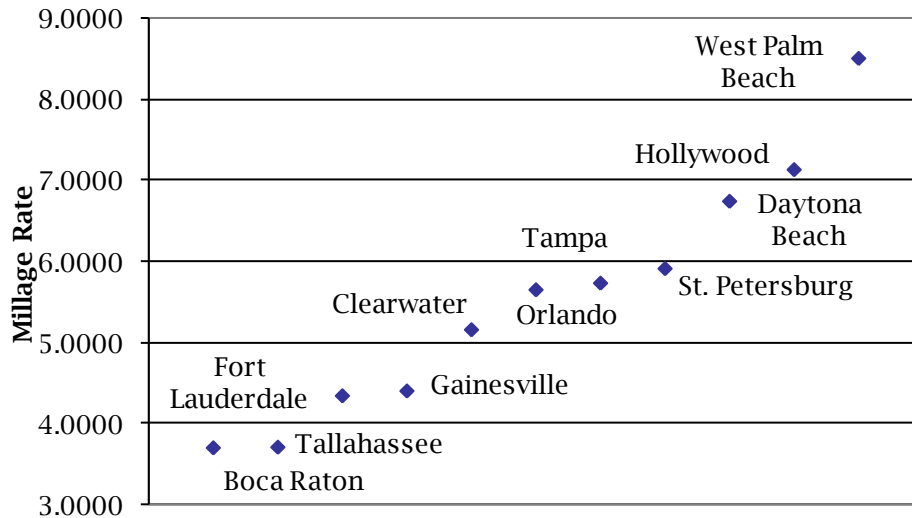 9.0000
8.0000
7.0000
6.0000
5.0000
4.0000
3.0000
Millage Rate
West Palm
Beach
Hollywood
Daytona
Beach
Tampa
St. Petersburg
Clearwater
Orlando
Fort
Lauderdale
Gainesville
Tallahassee
Boca Raton